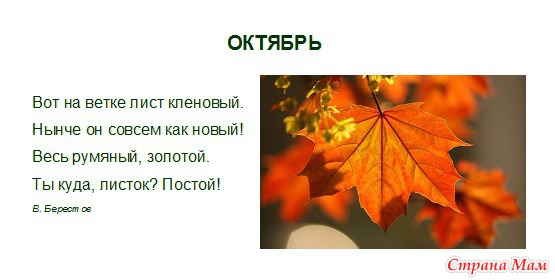 ОКТЯБРЬ
Вот на ветке лист кленовый.
Нынче он совсем как новый!
Весь румяный, золотой.
Ты куда, листок? Постой!
В. Берестов
Страна Мам